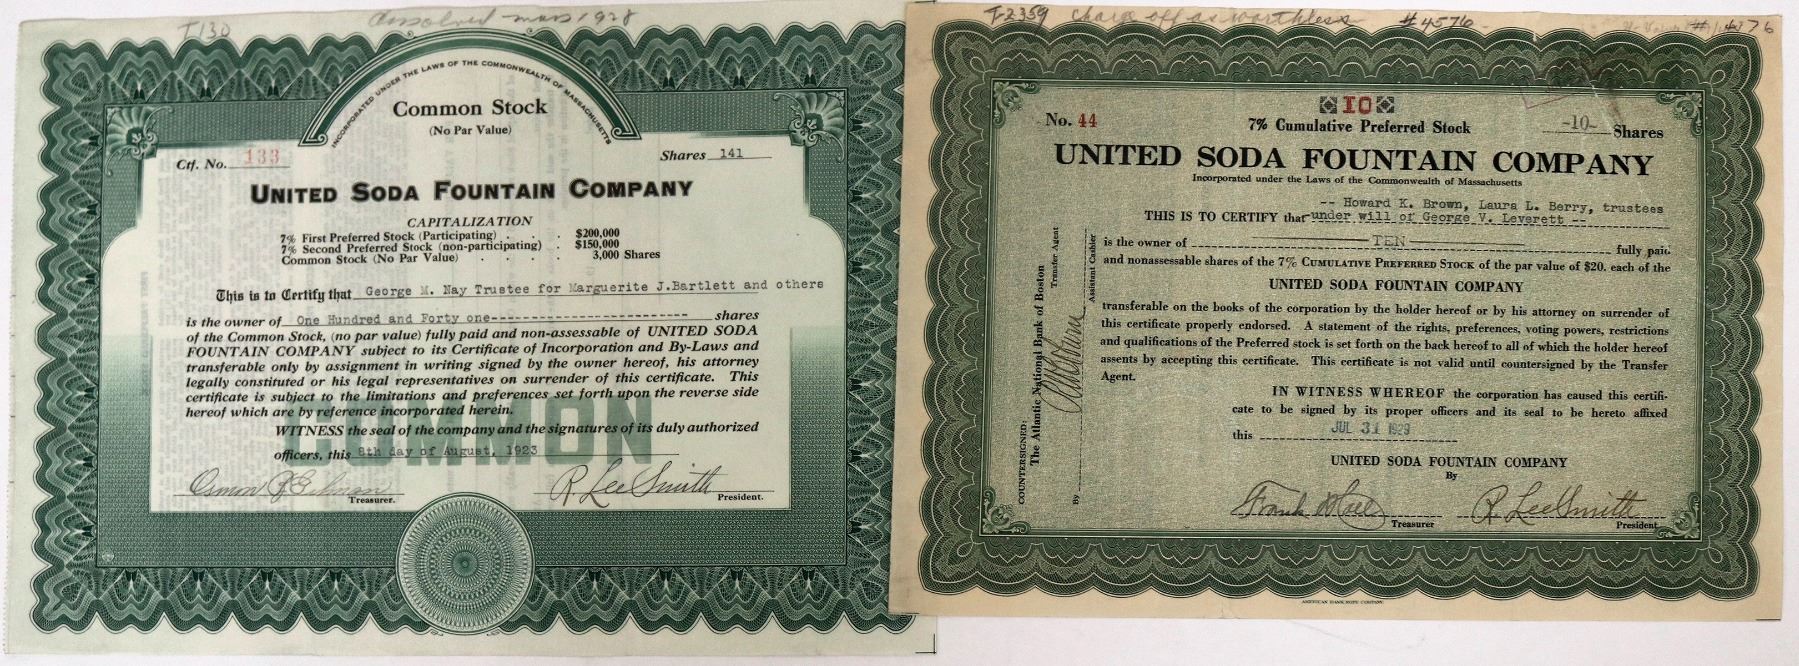 T130
Dissolved mar 1928
INCORPORATED UNDER THE LAWS OF THE COMMONWEALTH OF MASSACHUSETTS
Common Stock
(No Par Value)
Ctf. No. 133
Shares 141
UNITED SODA FOUNTAIN COMPANY
CAPITALIZATION
7% First Preferred Stock (Participating) . . . $200,000
7% Second Preferred Stock (non-participating) . $150,000
Common Stock (No Par Value) . . . . 3,000 Shares
This is to Certify that George M. Nay Trustee for Marguerite J.Bartlett and others
is the owner of One Hundred and Forty one-------------------------- shares
of the Common Stock, (no par value) fully paid and non-assessable of UNITED SODA
FOUNTAIN COMPANY subject to its Certificate of Incorporation and By-Laws and
transferable only by assignment in writing signed by the owner hereof, his attorney
legally constituted or his legal representatives on surrender of this certificate. This
certificate is subject to the limitations and preferences set forth upon the reverse side
hereof which are by reference incorporated herein.
WITNESS the seal of the company and the signatures of its duly authorized
officers, this 8th day of August, 1923
COMMON
R Lee Smith
Treasurer. President.
T-2359 charge off as worthless #4576
No. 44
10
7% Cumulative Preferred Stock
-10- Shares
UNITED SODA FOUNTAIN COMPANY
Incorporated under the Laws of the Commonwealth of Massachusetts
-- Howard K. Brown, Laura L. Berry, trustees
THIS IS TO CERTIFY that under will of George V. Leverett --
is the owner of TEN fully paid
and nonassessable shares of the 7% CUMULATIVE PREFERRED STOCK of the par value of $20. each of the
UNITED SODA FOUNTAIN COMPANY
transferable on the books of the corporation by the holder hereof or by his attorney on surrender of
this certificate properly endorsed. A statement of the rights, preferences, voting powers, restrictions
and qualifications of the Preferred stock is set forth on the back hereof to all of which the holder hereof
assents by accepting this certificate. This certificate is not valid until countersigned by the Transfer
Agent.
IN WITNESS WHEREOF the corporation has caused this certifi-
cate to be signed by its proper officers and its seal to be hereto affixed
this JUL 31 1929
UNITED SODA FOUNTAIN COMPANY
By
R. Lee Smith
Treasurer President
COUNTERSIGNED:
The Atlantic National Bank of Boston
Transfer Agent
By
Assistant Cashier
AMERICAN BANK NOTE COMPANY.